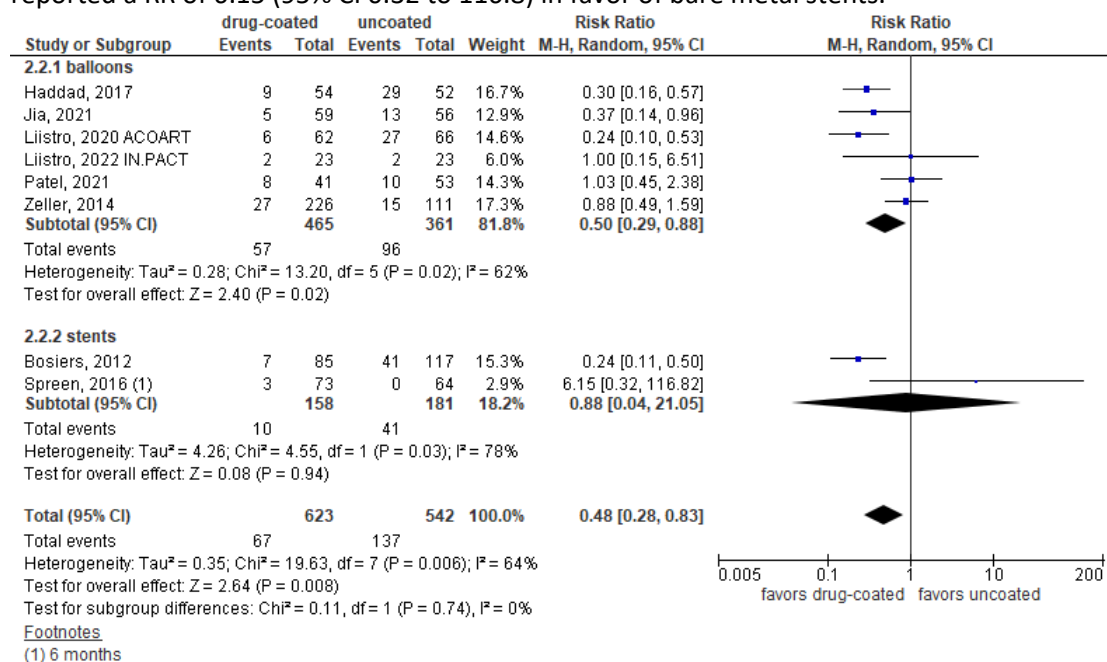 reported a RR of 6.15 (95% CI 0.32 to 116.8) in favor of bare metal stents.
drug-coated uncoated Risk Ratio Risk Ratio
Study or Subgroup Events Total Events Total Weight M-H, Random, 95% CI M-H, Random, 95% CI
2.2.1 balloons
Haddad, 2017 9 54 29 52 16.7% 0.30 [0.16, 0.57]
Jia, 2021 5 59 13 56 12.9% 0.37 [0.14, 0.96]
Liistro, 2020 ACOART 6 62 27 66 14.6% 0.24 [0.10, 0.53]
Liistro, 2022 IN.PACT 2 23 2 23 6.0% 1.00 [0.15, 6.51]
Patel, 2021 8 41 10 53 14.3% 1.03 [0.45, 2.38]
Zeller, 2014 27 226 15 111 17.3% 0.88 [0.49, 1.59]
Subtotal (95% CI) 465 361 81.8% 0.50 [0.29, 0.88]
Total events 57 96
Heterogeneity: Tau² = 0.28; Chi² = 13.20, df = 5 (P = 0.02); I² = 62%
Test for overall effect: Z = 2.40 (P = 0.02)
2.2.2 stents
Bosiers, 2012 7 85 41 117 15.3% 0.24 [0.11, 0.50]
Spreen, 2016 (1) 3 73 0 64 2.9% 6.15 [0.32, 116.82]
Subtotal (95% CI) 158 181 18.2% 0.88 [0.04, 21.05]
Total events 10 41
Heterogeneity: Tau² = 4.26; Chi² = 4.55, df = 1 (P = 0.03); I² = 78%
Test for overall effect: Z = 0.08 (P = 0.94)
Total (95% CI) 623 542 100.0% 0.48 [0.28, 0.83]
Total events 67 137
Heterogeneity: Tau² = 0.35; Chi² = 19.63, df = 7 (P = 0.006); I² = 64%
Test for overall effect: Z = 2.64 (P = 0.008)
Test for subgroup differences: Chi² = 0.11, df = 1 (P = 0.74), I² = 0%
0.005 0.1 1 10 200
favors drug-coated favors uncoated
Footnotes
(1) 6 months